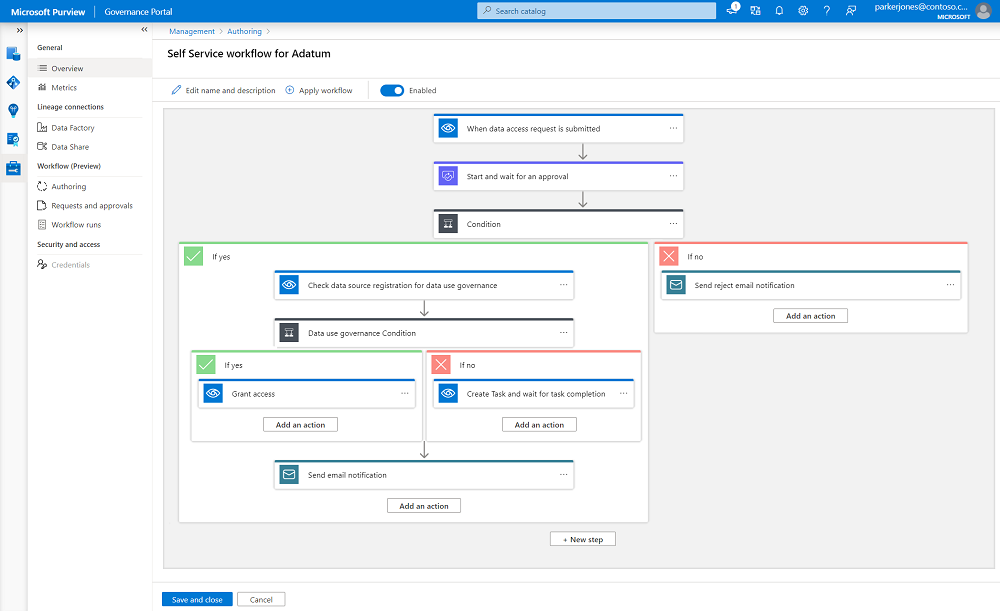 Microsoft Purview | Governance Portal
Search catalog
1
?
parkerjones@contoso.c...
MICROSOFT
»
«
Management > Authoring >
Self Service workflow for Adatum
General
Overview
Metrics
Lineage connections
Data Factory
Data Share
Workflow (Preview)
Authoring
Requests and approvals
Workflow runs
Security and access
Credentials
Edit name and description
Apply workflow
Enabled
When data access request is submitted ...
Start and wait for an approval ...
Condition ...
If yes
Check data source registration for data use governance ...
Data use governance Condition ...
If yes
Grant access ...
Add an action
If no
Create Task and wait for task completion ...
Add an action
Send email notification ...
Add an action
If no
Send reject email notification ...
Add an action
+ New step
Save and close
Cancel